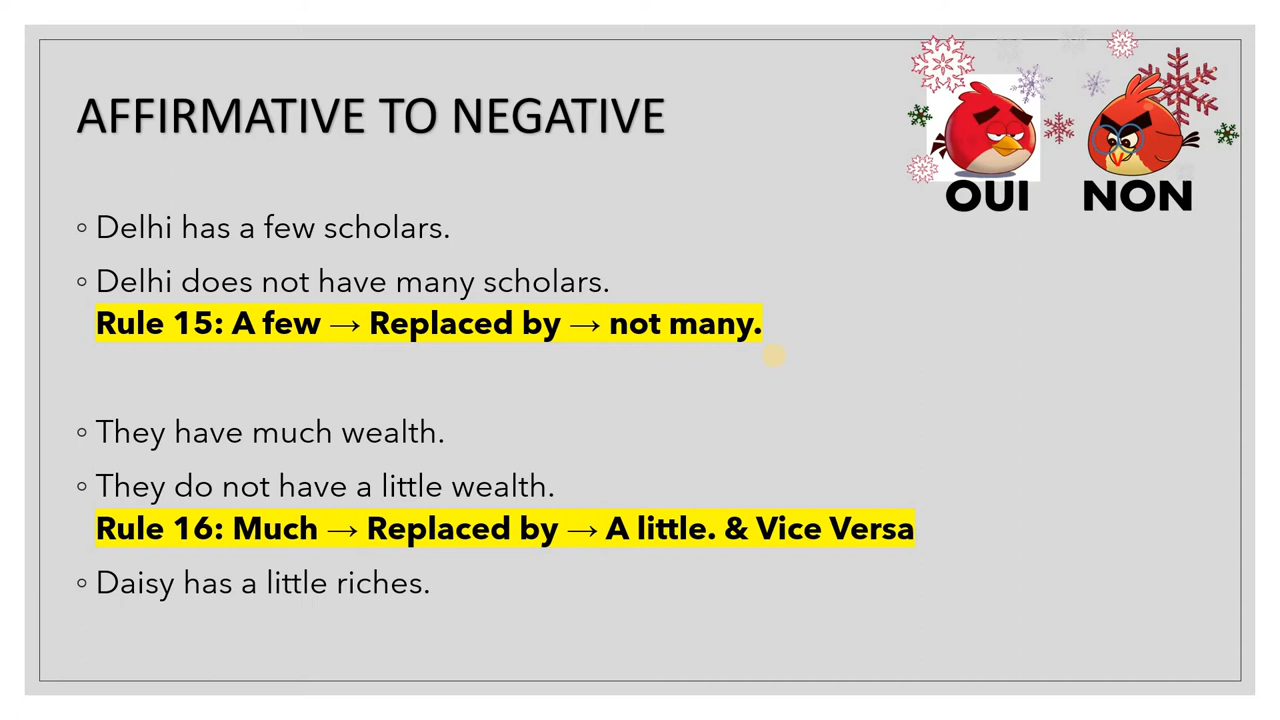 AFFIRMATIVE TO NEGATIVE
OUI NON
◦ Delhi has a few scholars.
◦ Delhi does not have many scholars.
Rule 15: A few → Replaced by → not many.
◦ They have much wealth.
◦ They do not have a little wealth.
Rule 16: Much → Replaced by → A little. & Vice Versa
◦ Daisy has a little riches.